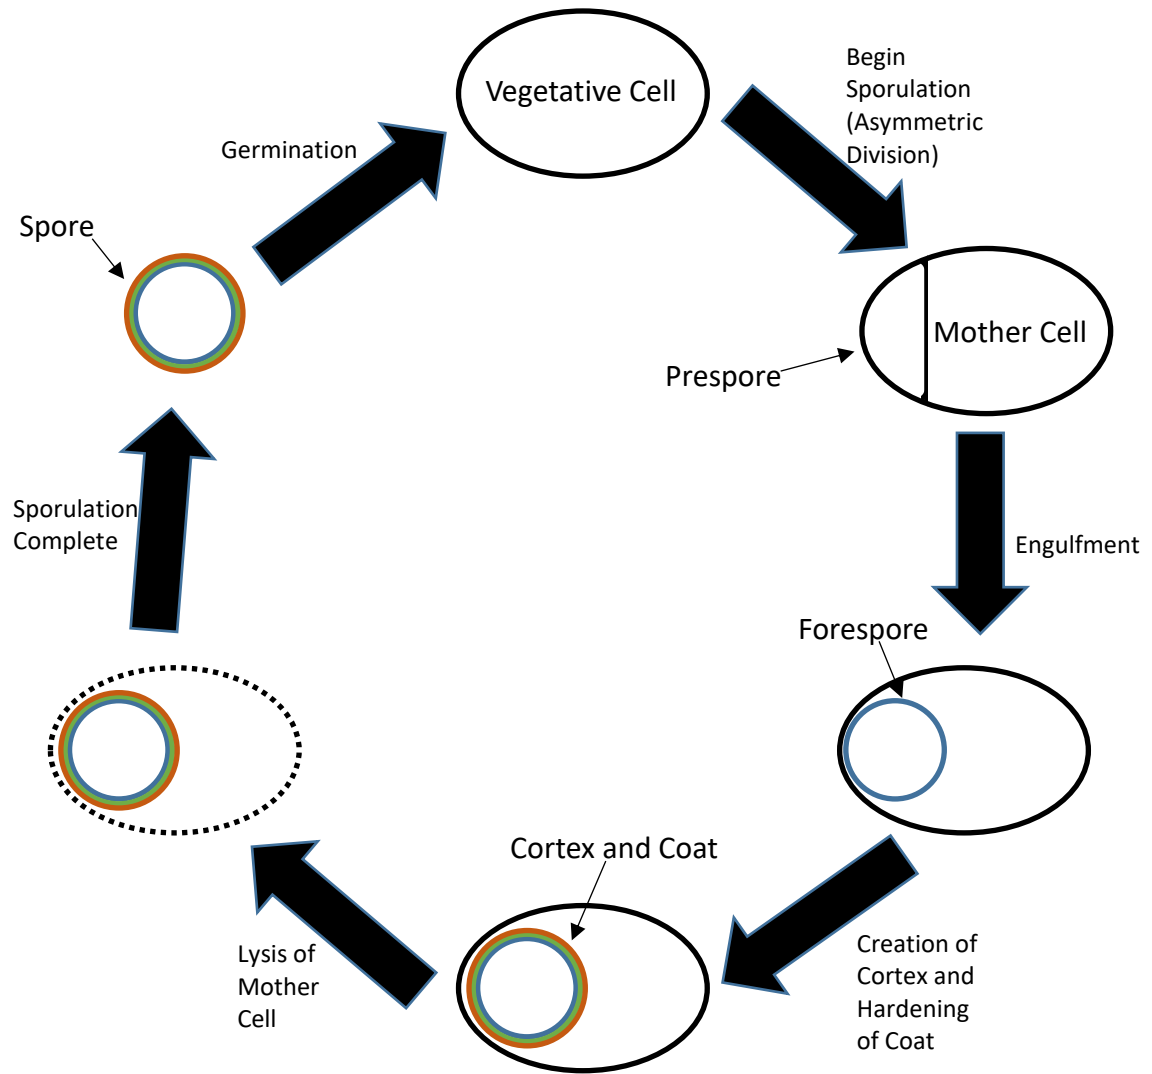 Vegetative Cell
Begin
Sporulation
(Asymmetric
Division)
Germination
Spore
Mother Cell
Prespore
Sporulation
Complete
Engulfment
Forespore
Cortex and Coat
Creation of
Cortex and
Hardening
of Coat
Lysis of
Mother
Cell